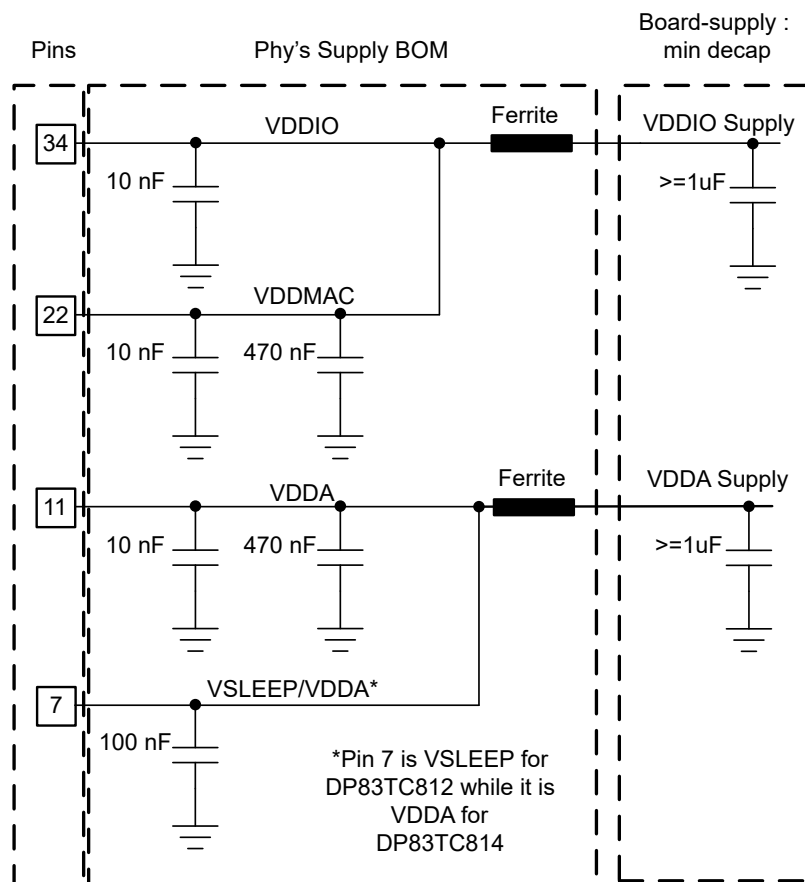 Pins
Phy's Supply BOM
Board-supply :
min decap
34
VDDIO
Ferrite
VDDIO Supply
10 nF
>=1uF
22
VDDMAC
10 nF
470 nF
11
VDDA
Ferrite
VDDA Supply
10 nF
470 nF
>=1uF
7
VSLEEP/VDDA*
100 nF
*Pin 7 is VSLEEP for
DP83TC812 while it is
VDDA for
DP83TC814